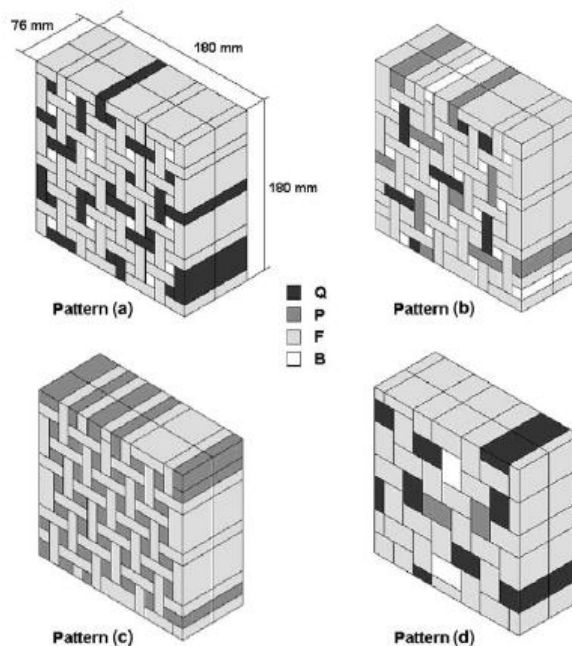 76 mm
180 mm
180 mm
Pattern (a)
Pattern (b)
Q
P
F
B
Pattern (c)
Pattern (d)